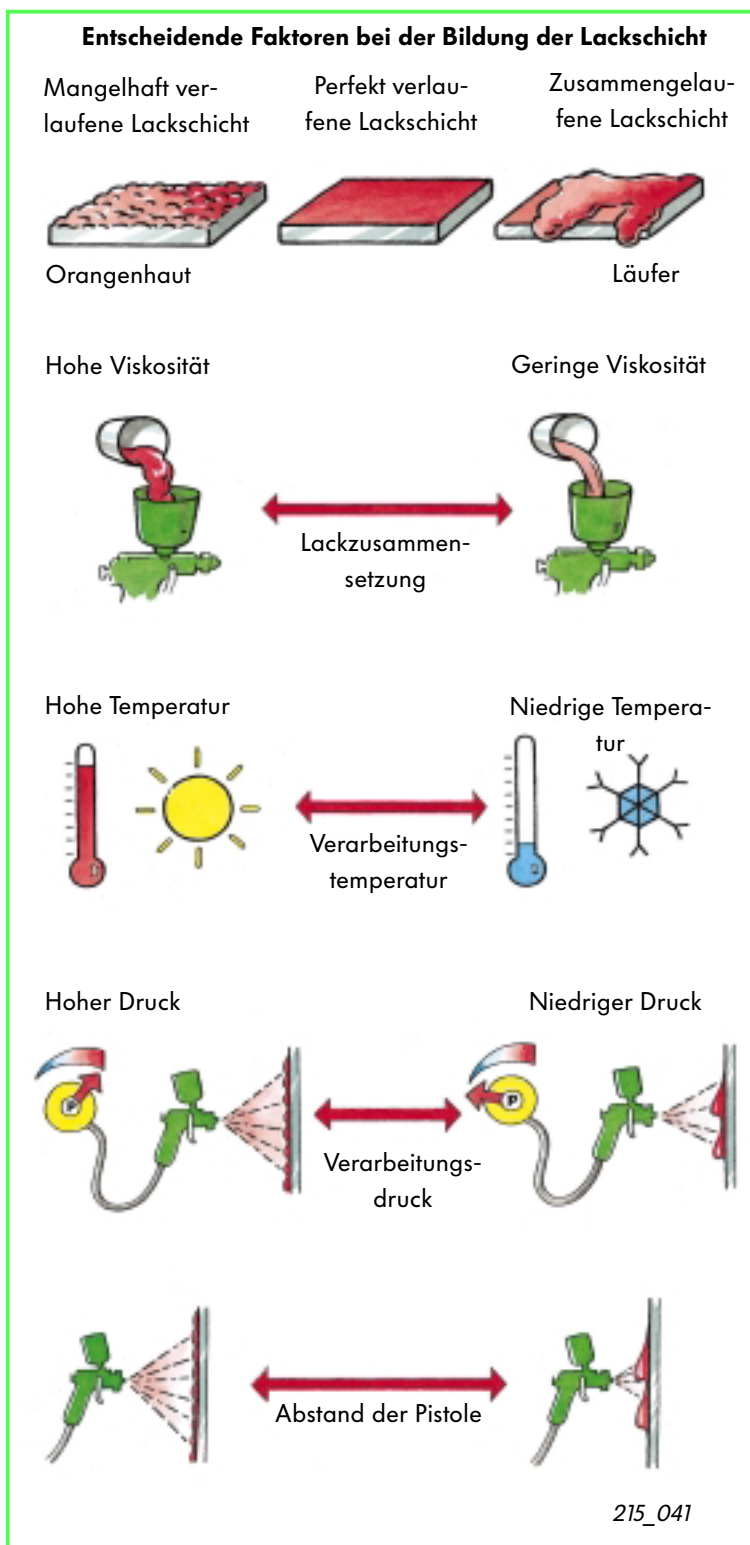 Entscheidende Faktoren bei der Bildung der Lackschicht
Mangelhaft ver-
laufene Lackschicht
Perfekt verlau-
fene Lackschicht
Zusammengelau-
fene Lackschicht
Orangenhaut
Läufer
Hohe Viskosität
Geringe Viskosität
Lackzusammen-
setzung
Hohe Temperatur
Niedrige Tempera-
tur
Verarbeitungs-
temperatur
Hoher Druck
Niedriger Druck
P
P
Verarbeitungs-
druck
Abstand der Pistole
215_041